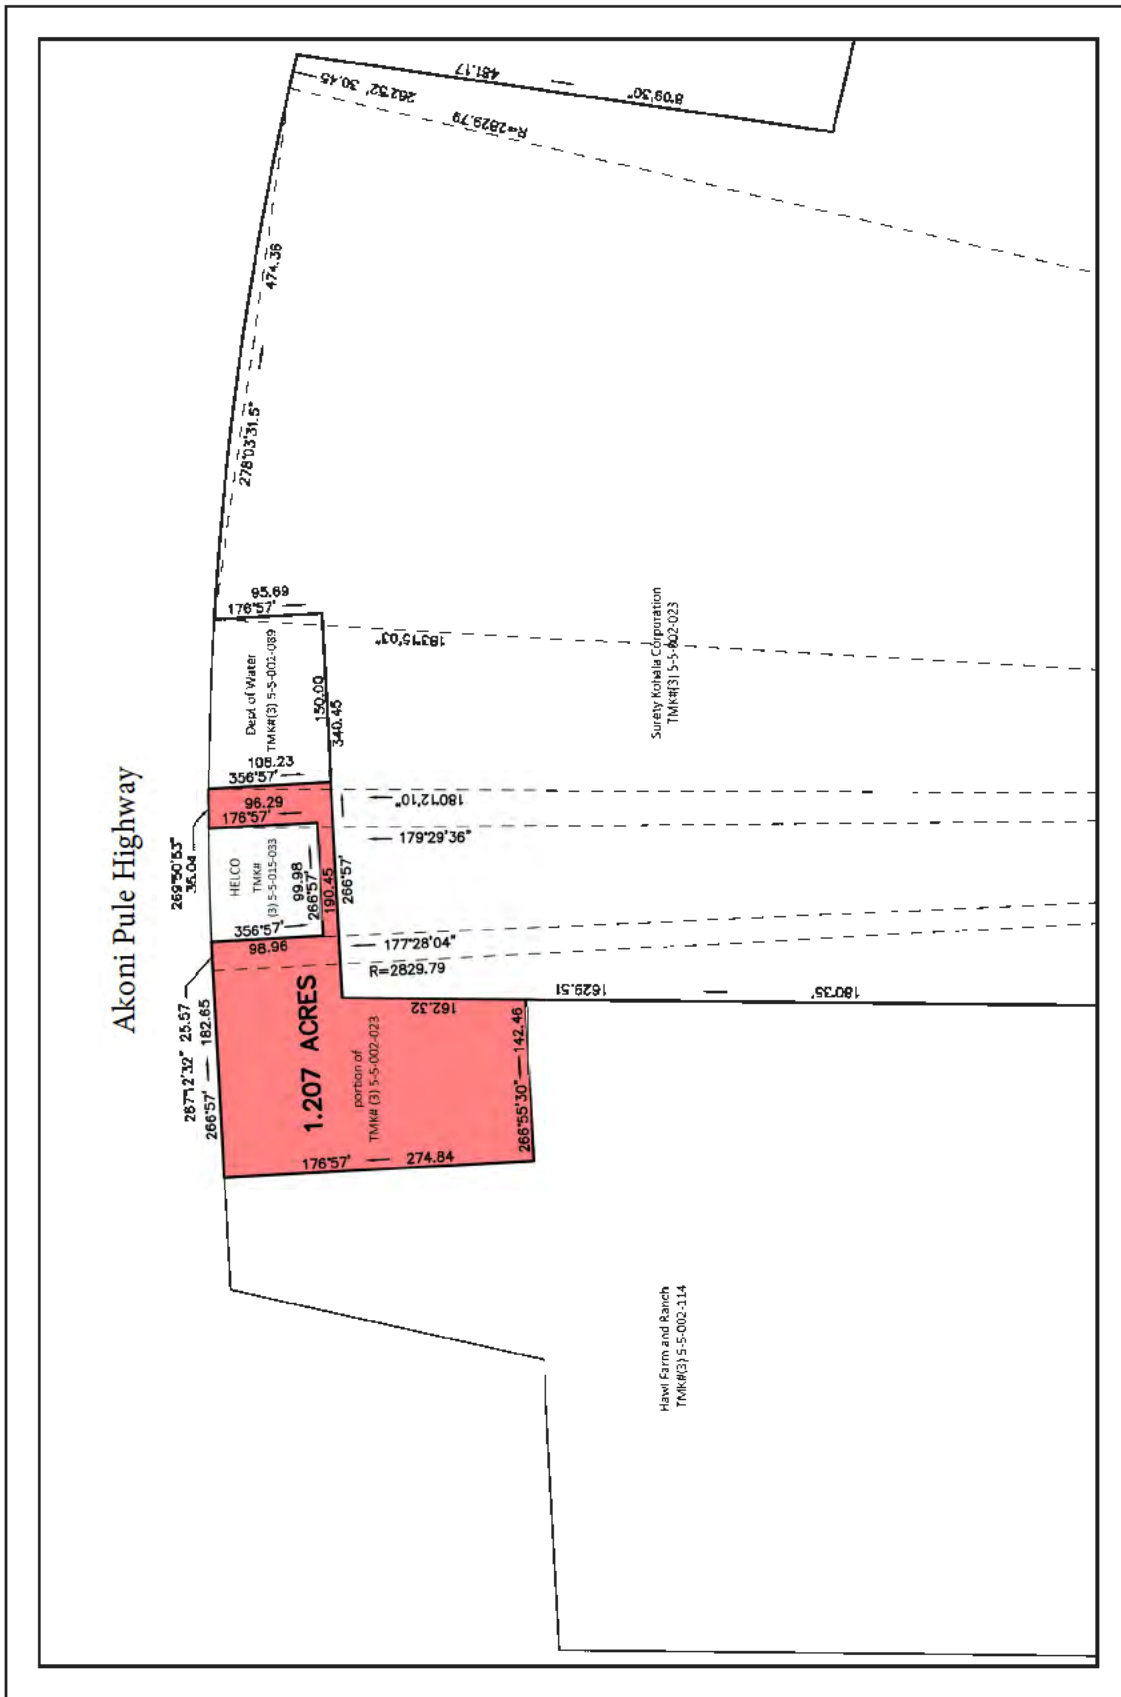 Akoni Pule Highway
481.17
8°09'30"
262°52' 30.45
R=2829.79
474.36
278°03'31.5"
95.69
176°57'
Dept of Water
TMK#(3) 5-5-002-089
150.00
340.45
183°15'03"
Surety Kohala Corporation
TMK#(3) 5-5-002-023
108.23
356°57'
96.29
176°57'
180°12'10"
179°29'36"
269°50'53"
35.04
HELCO
TMK#
(3) 5-5-015-033
99.98
266°57'
190.45
266°57'
356°57'
98.96
177°28'04"
R=2829.79
267°12'32" 25.57
266°57' 182.65
1.207 ACRES
portion of
TMK# (3) 5-5-002-023
162.32
1629.51
180°35'
266°55'30" 142.46
176°57' 274.84
Hawi Farm and Ranch
TMK#(3) 5-5-002-114